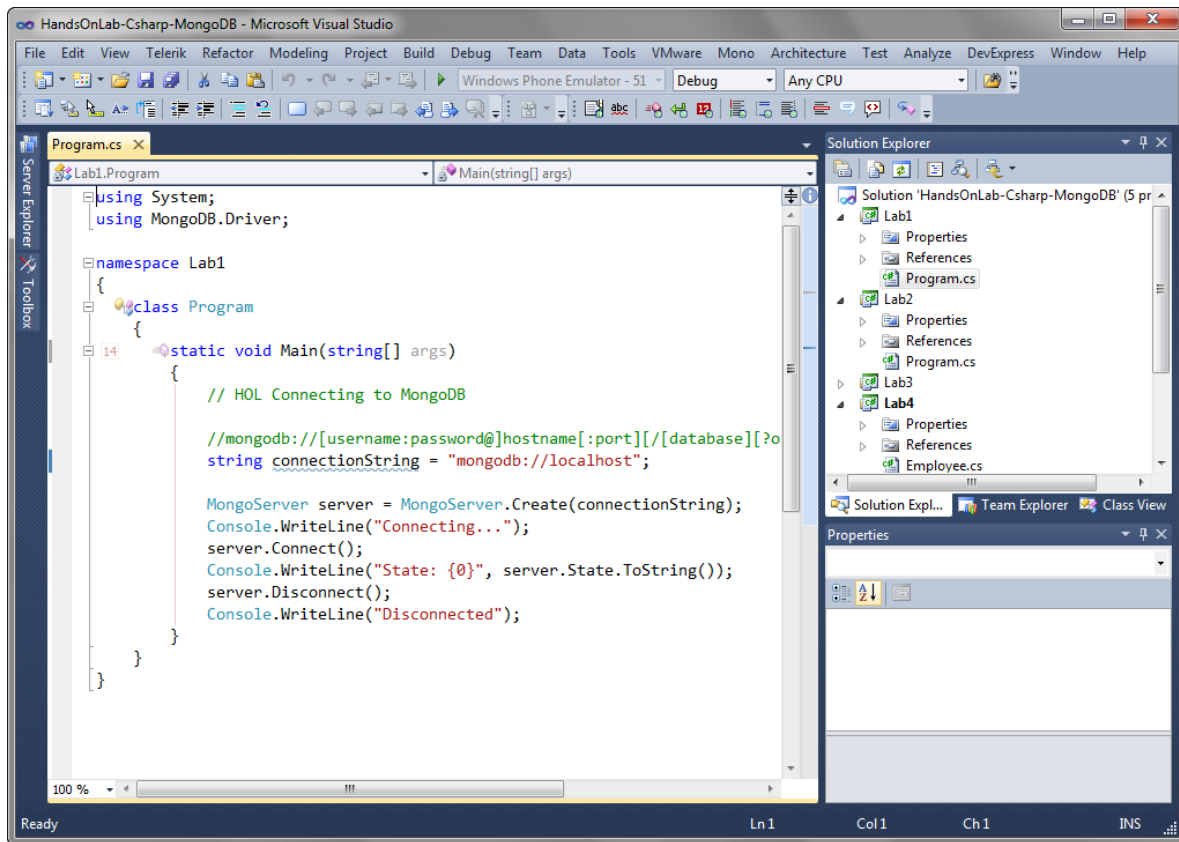 HandsOnLab-Csharp-MongoDB - Microsoft Visual Studio
File Edit View Telerik Refactor Modeling Project Build Debug Team Data Tools VMware Mono Architecture Test Analyze DevExpress Window Help
Windows Phone Emulator - 51 Debug Any CPU
Server Explorer
Toolbox
Program.cs
Lab1.Program Main(string[] args)
using System;
using MongoDB.Driver;
namespace Lab1
{
class Program
{
14 static void Main(string[] args)
{
// HOL Connecting to MongoDB
//mongodb://[username:password@]hostname[:port][/[database][?o
string connectionString = "mongodb://localhost";
MongoServer server = MongoServer.Create(connectionString);
Console.WriteLine("Connecting...");
server.Connect();
Console.WriteLine("State: {0}", server.State.ToString());
server.Disconnect();
Console.WriteLine("Disconnected");
}
}
}
100 %
Solution Explorer
Solution 'HandsOnLab-Csharp-MongoDB' (5 pr
Lab1
Properties
References
Program.cs
Lab2
Properties
References
Program.cs
Lab3
Lab4
Properties
References
Employee.cs
Solution Expl... Team Explorer Class View
Properties
Ready Ln 1 Col 1 Ch 1 INS